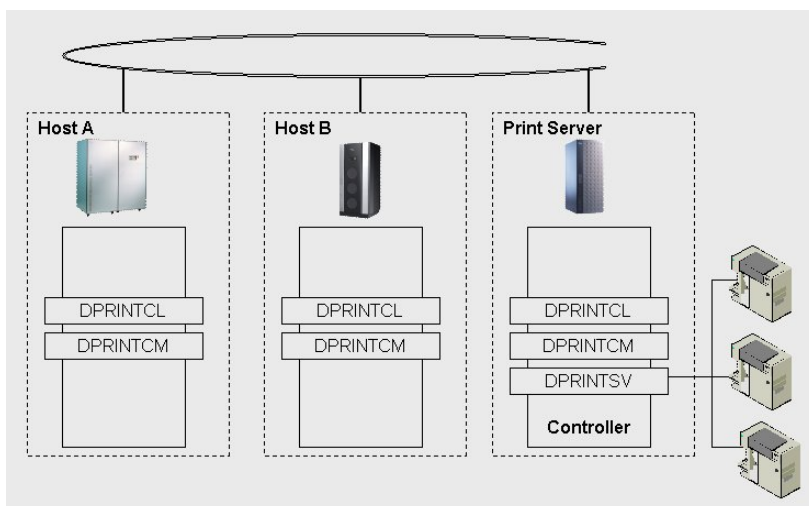 Host A
Host B
Print Server
DPRINTCL
DPRINTCL
DPRINTCL
DPRINTCM
DPRINTCM
DPRINTCM
DPRINTSV
Controller